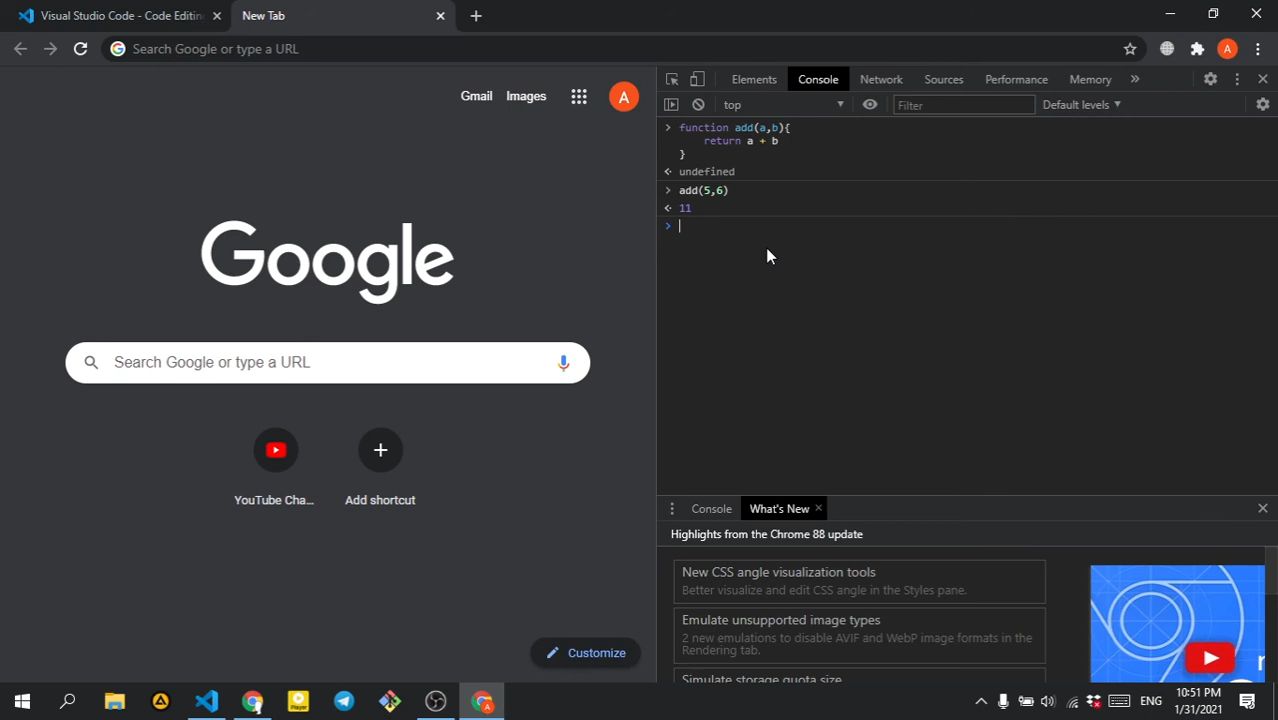 Visual Studio Code - Code Editing
New Tab
Search Google or type a URL
A
Gmail
Images
A
Elements
Console
Network
Sources
Performance
Memory
top
Filter
Default levels
function add(a,b){
return a + b
}
undefined
add(5,6)
11
Google
Search Google or type a URL
YouTube Cha...
Add shortcut
Customize
Console
What's New
Highlights from the Chrome 88 update
New CSS angle visualization tools
Better visualize and edit CSS angle in the Styles pane.
Emulate unsupported image types
2 new emulations to disable AVIF and WebP image formats in the
Rendering tab.
Simulate storage quota size
Player
A
ENG
10:51 PM
1/31/2021